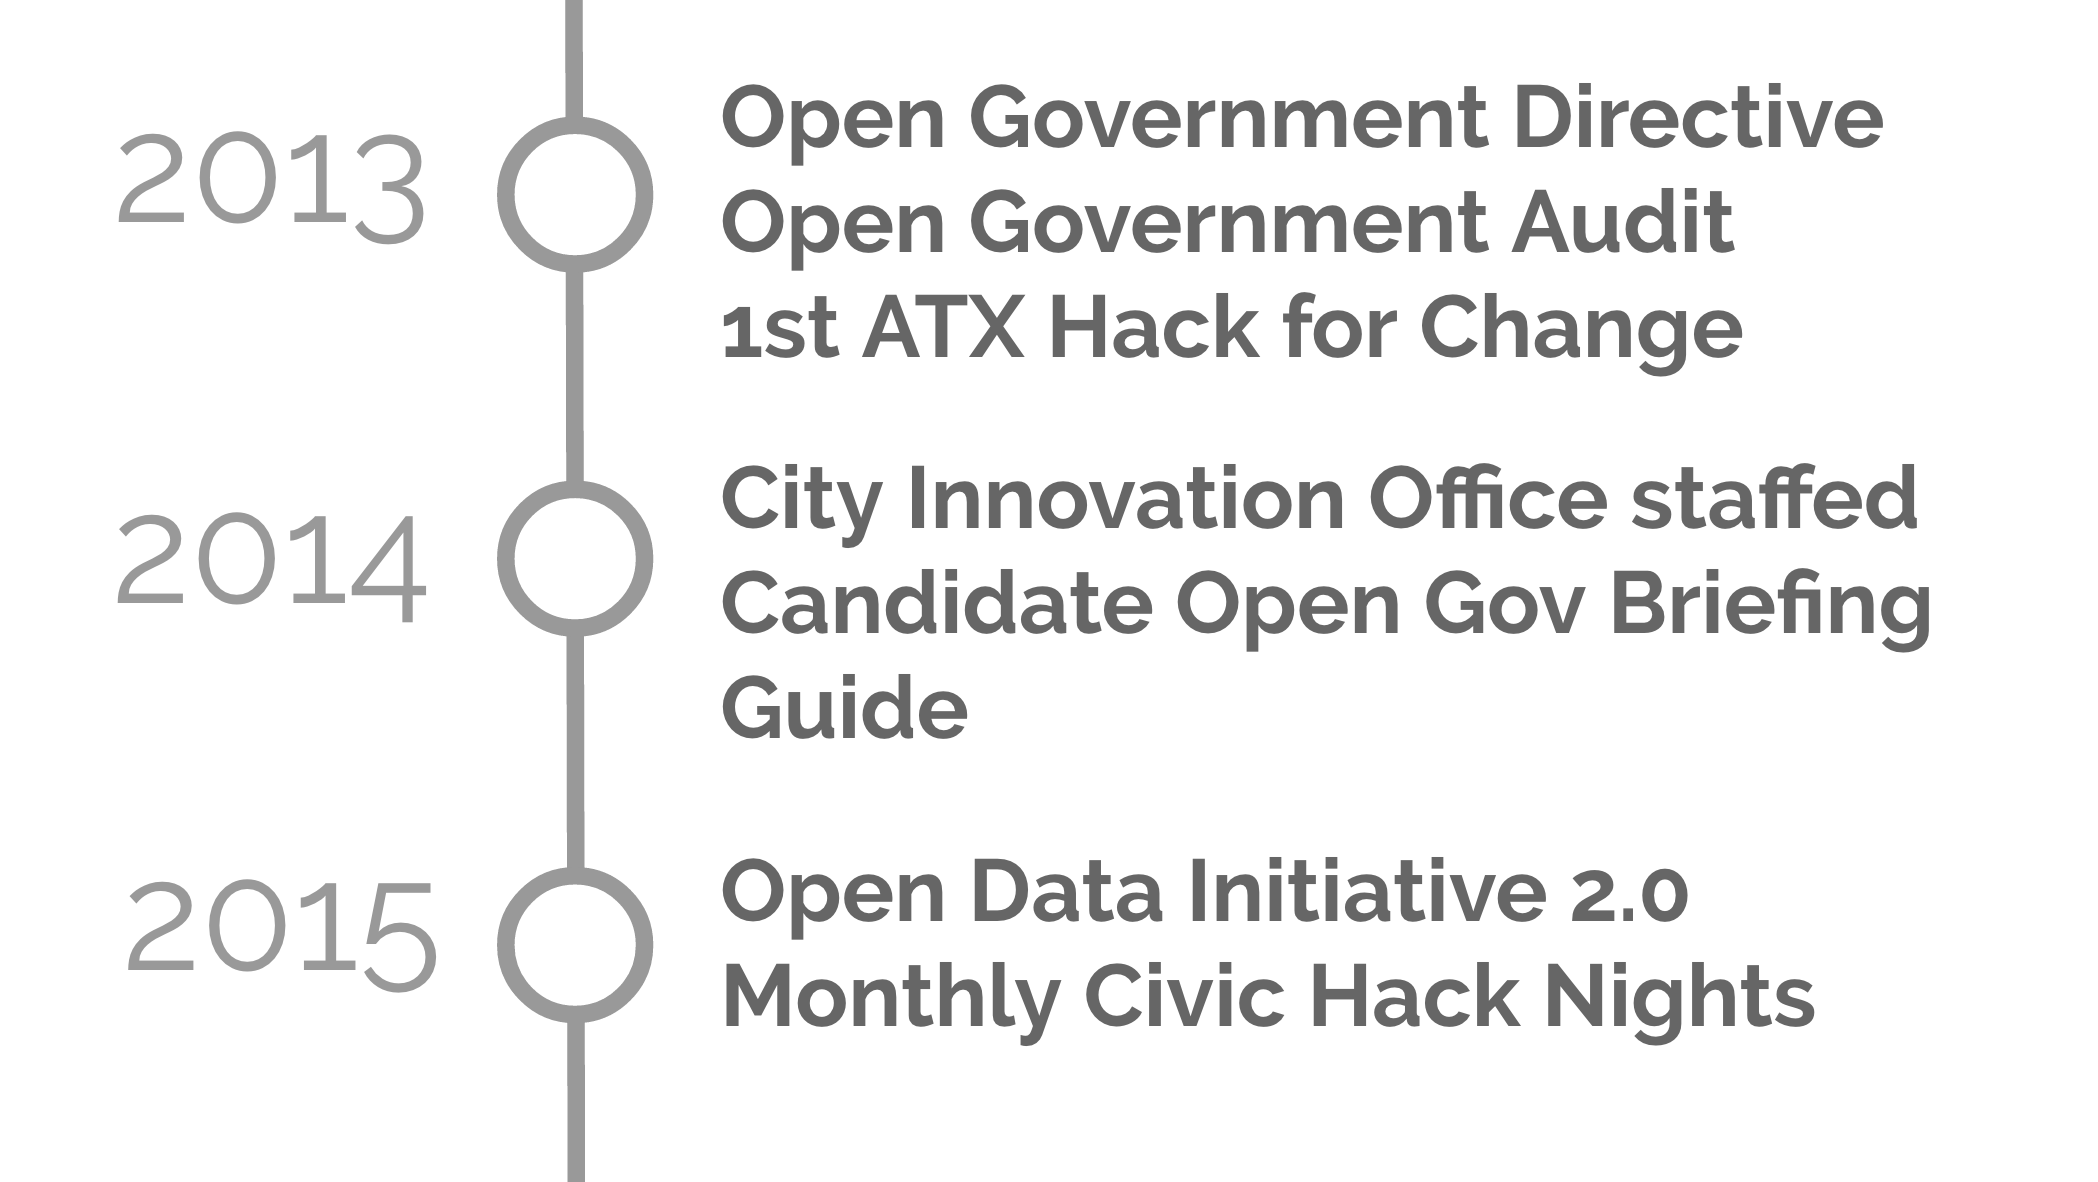 2013
Open Government Directive
Open Government Audit
1st ATX Hack for Change
2014
City Innovation Office staffed
Candidate Open Gov Briefing
Guide
2015
Open Data Initiative 2.0
Monthly Civic Hack Nights